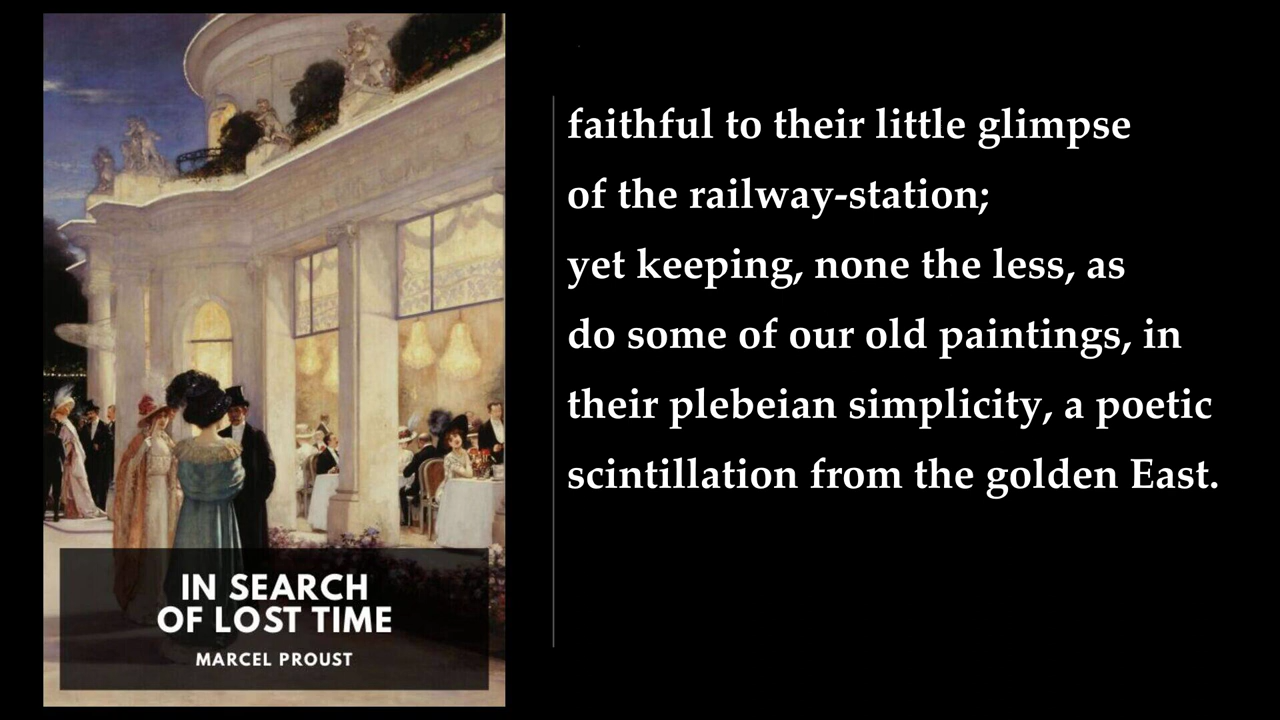 faithful to their little glimpse
of the railway-station;
yet keeping, none the less, as
do some of our old paintings, in
their plebeian simplicity, a poetic
scintillation from the golden East.
IN SEARCH
OF LOST TIME
MARCEL PROUST